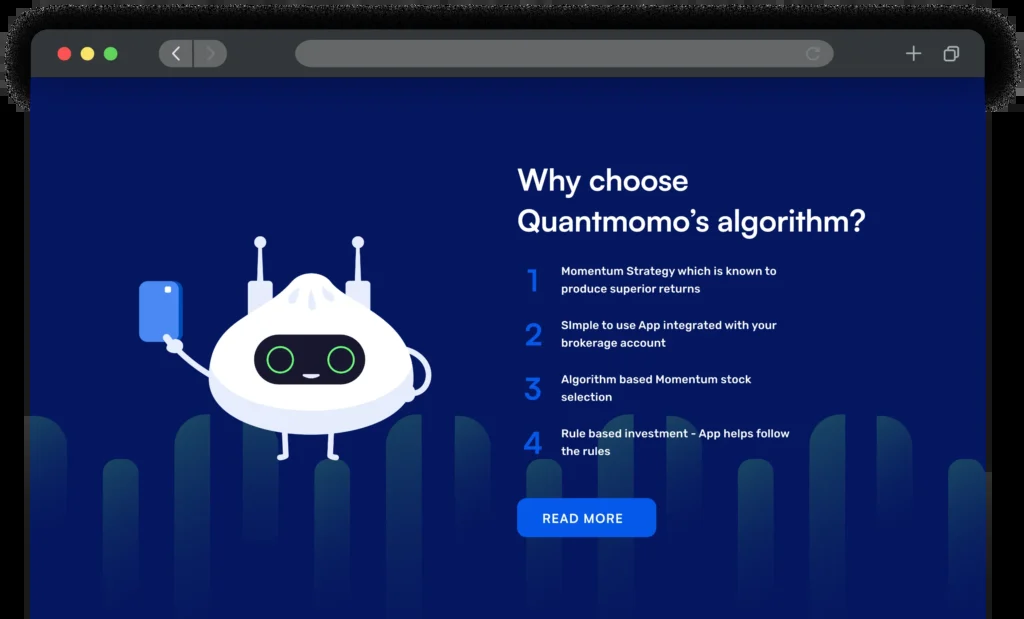 Why choose
Quantmomo’s algorithm?
1
Momentum Strategy which is known to
produce superior returns
2
SImple to use App integrated with your
brokerage account
3
Algorithm based Momentum stock
selection
4
Rule based investment - App helps follow
the rules
READ MORE